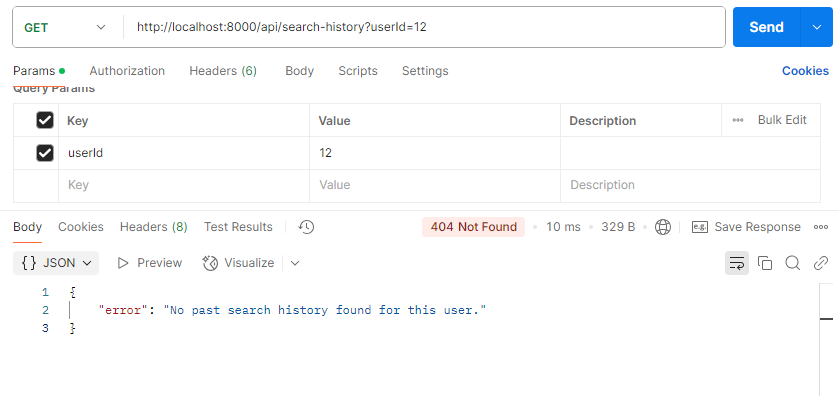 GET http://localhost:8000/api/search-history?userId=12 Send
Params Authorization Headers (6) Body Scripts Settings Cookies
Query Params
Key Value Description Bulk Edit
userId 12
Key Value Description
Body Cookies Headers (8) Test Results 404 Not Found 10 ms 329 B e.g. Save Response
{} JSON Preview Visualize
1 {
2 "error": "No past search history found for this user."
3 }